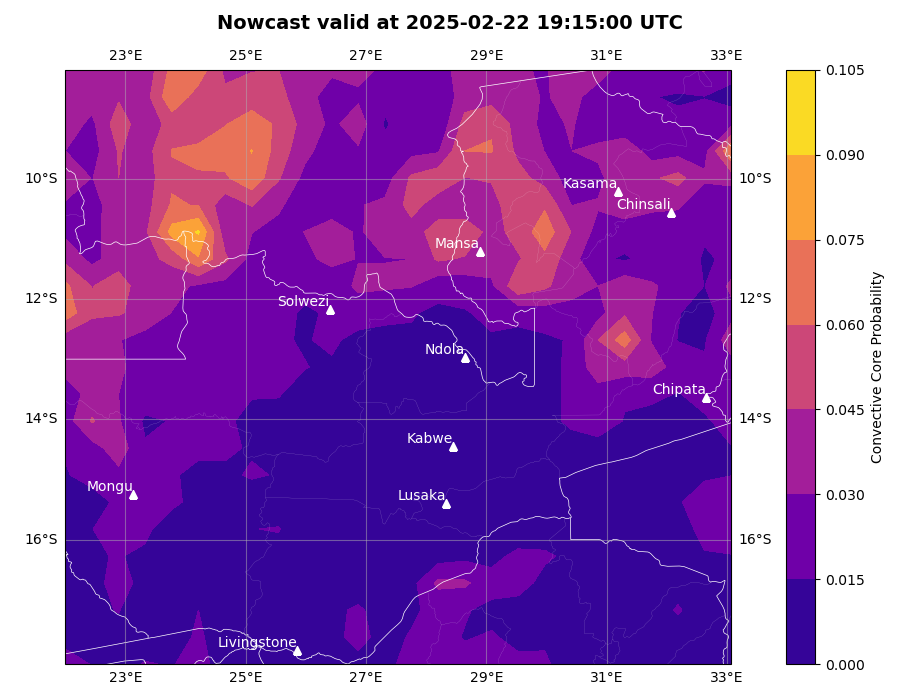 Nowcast valid at 2025-02-22 19:15:00 UTC
23°E 25°E 27°E 29°E 31°E 33°E
0.105
0.090
0.075
0.060
0.045
0.030
0.015
0.000
Convective Core Probability
10°S 10°S
12°S 12°S
14°S 14°S
16°S 16°S
Kasama
Chinsali
Mansa
Solwezi
Ndola
Chipata
Kabwe
Mongu
Lusaka
Livingstone
23°E 25°E 27°E 29°E 31°E 33°E